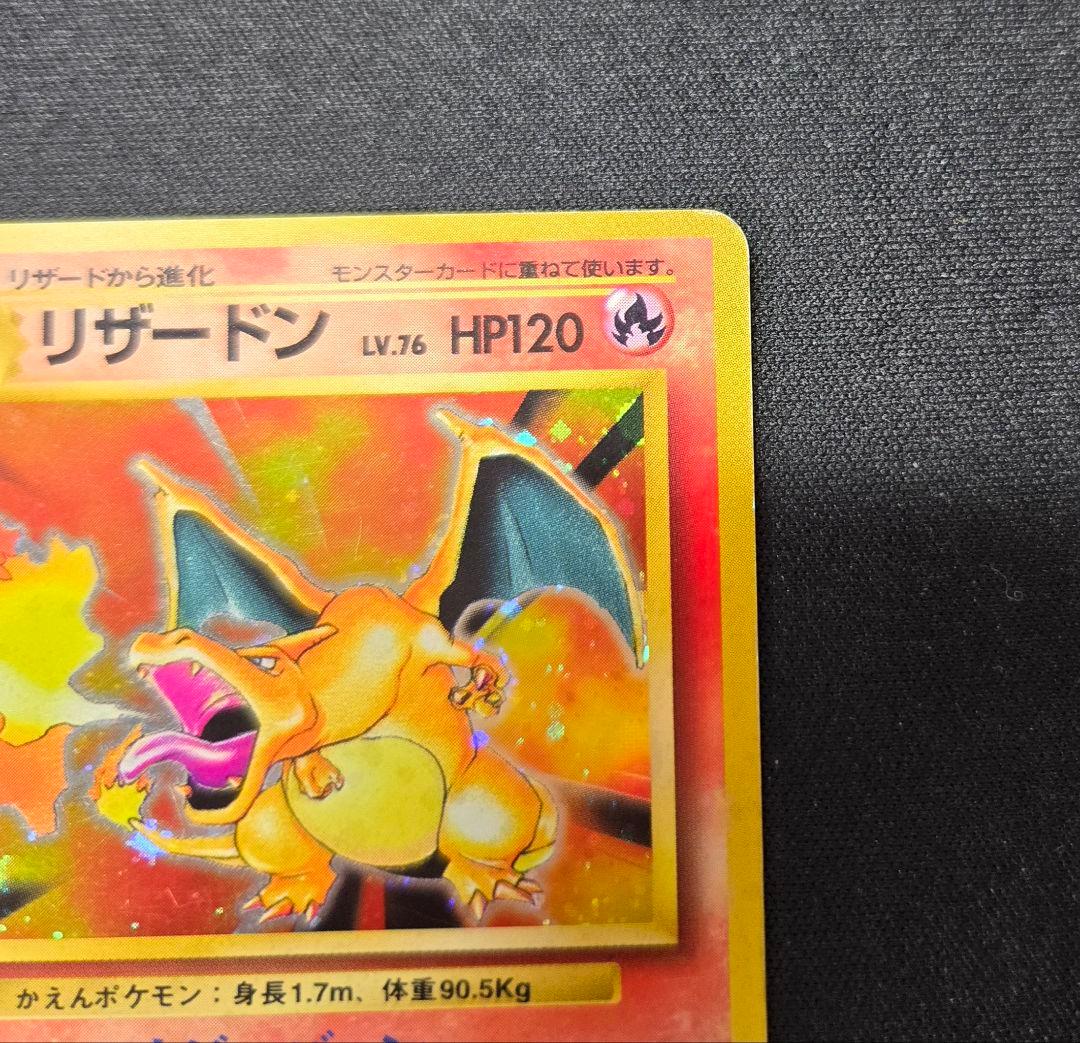 リザードから進化
モンスターカードに重ねて使います。
リザードン LV.76 HP120
かえんポケモン：身長1.7m、体重90.5Kg